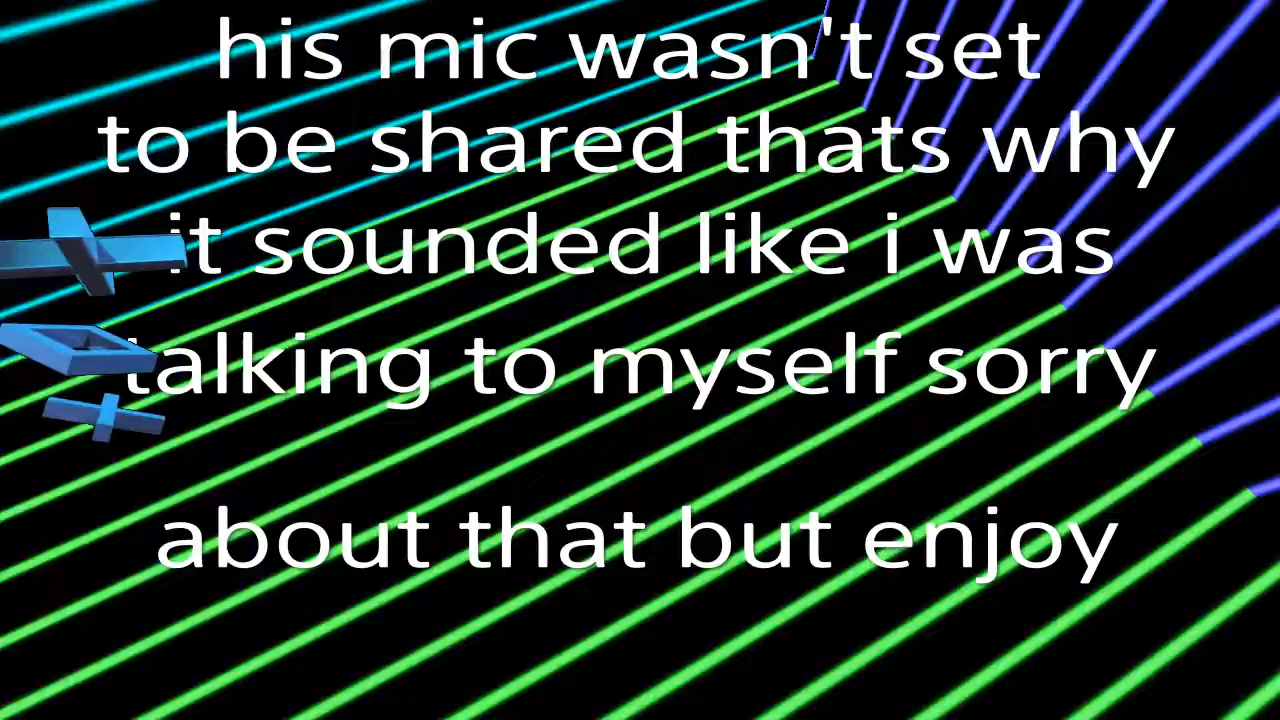 his mic wasn't set
to be shared thats why
it sounded like i was
talking to myself sorry
about that but enjoy